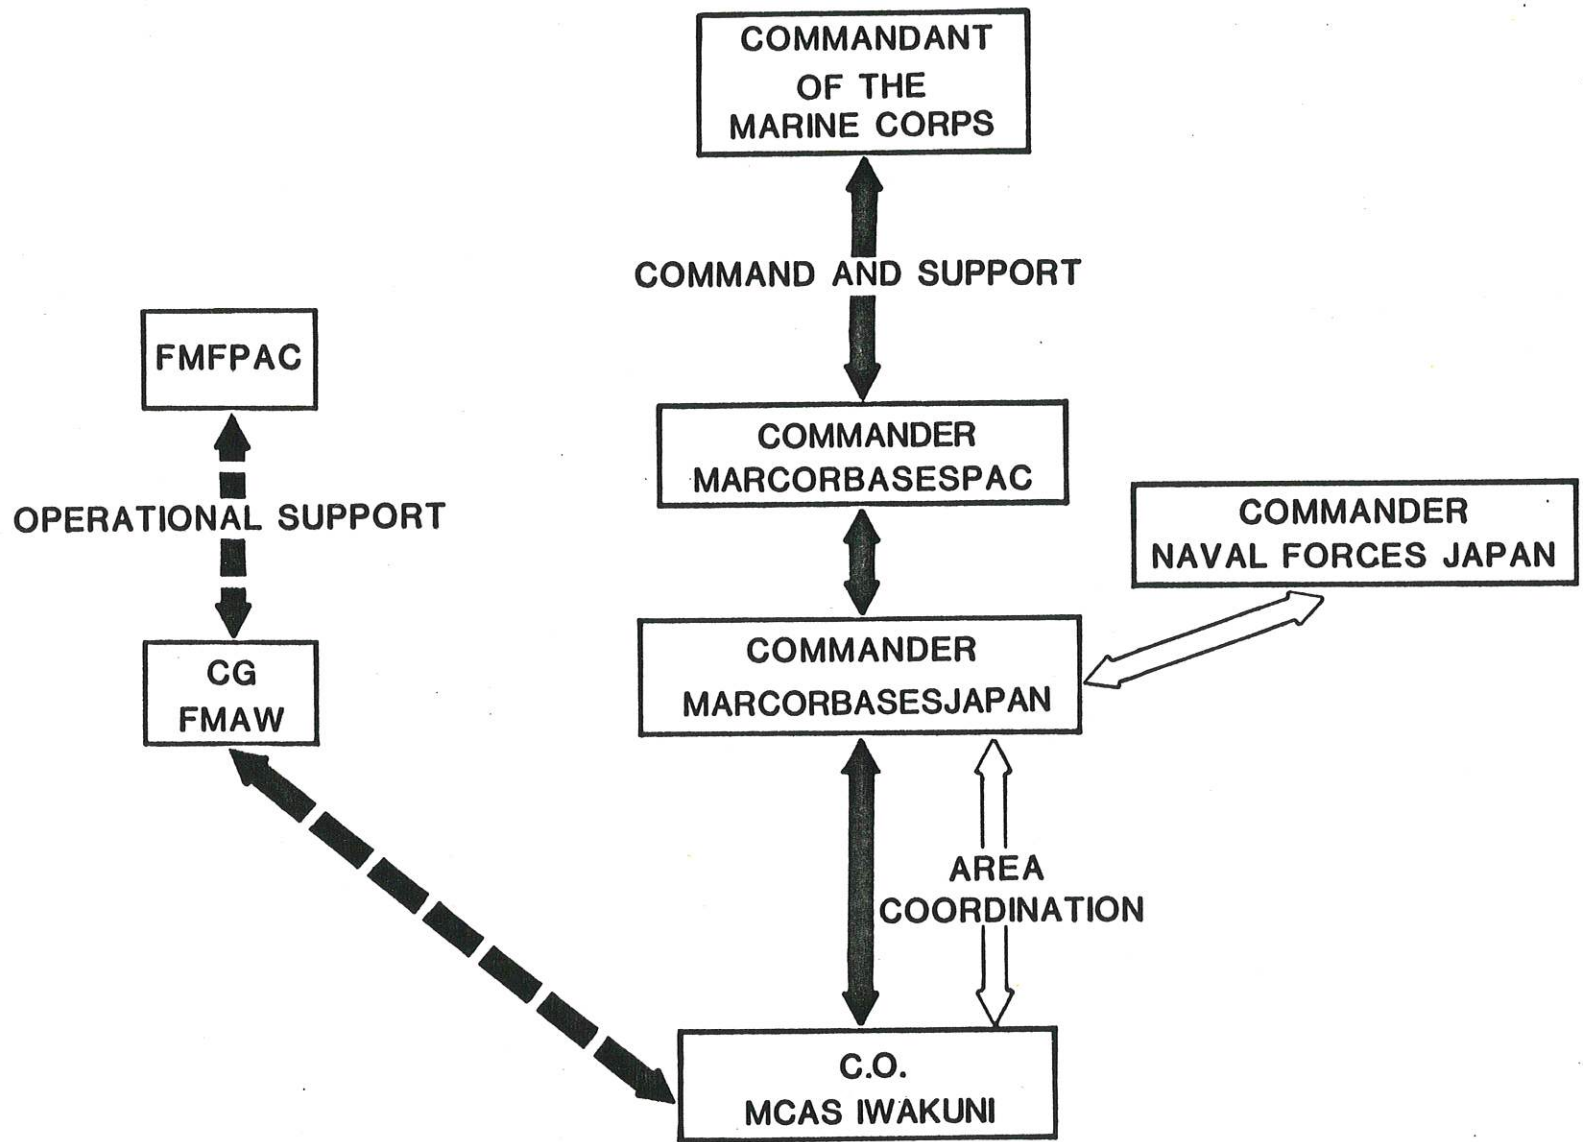 COMMANDANT
OF THE
MARINE CORPS
COMMAND AND SUPPORT
FMFPAC
COMMANDER
MARCORBASESPAC
OPERATIONAL SUPPORT
COMMANDER
NAVAL FORCES JAPAN
CG
FMAW
COMMANDER
MARCORBASESJAPAN
AREA
COORDINATION
C.O.
MCAS IWAKUNI